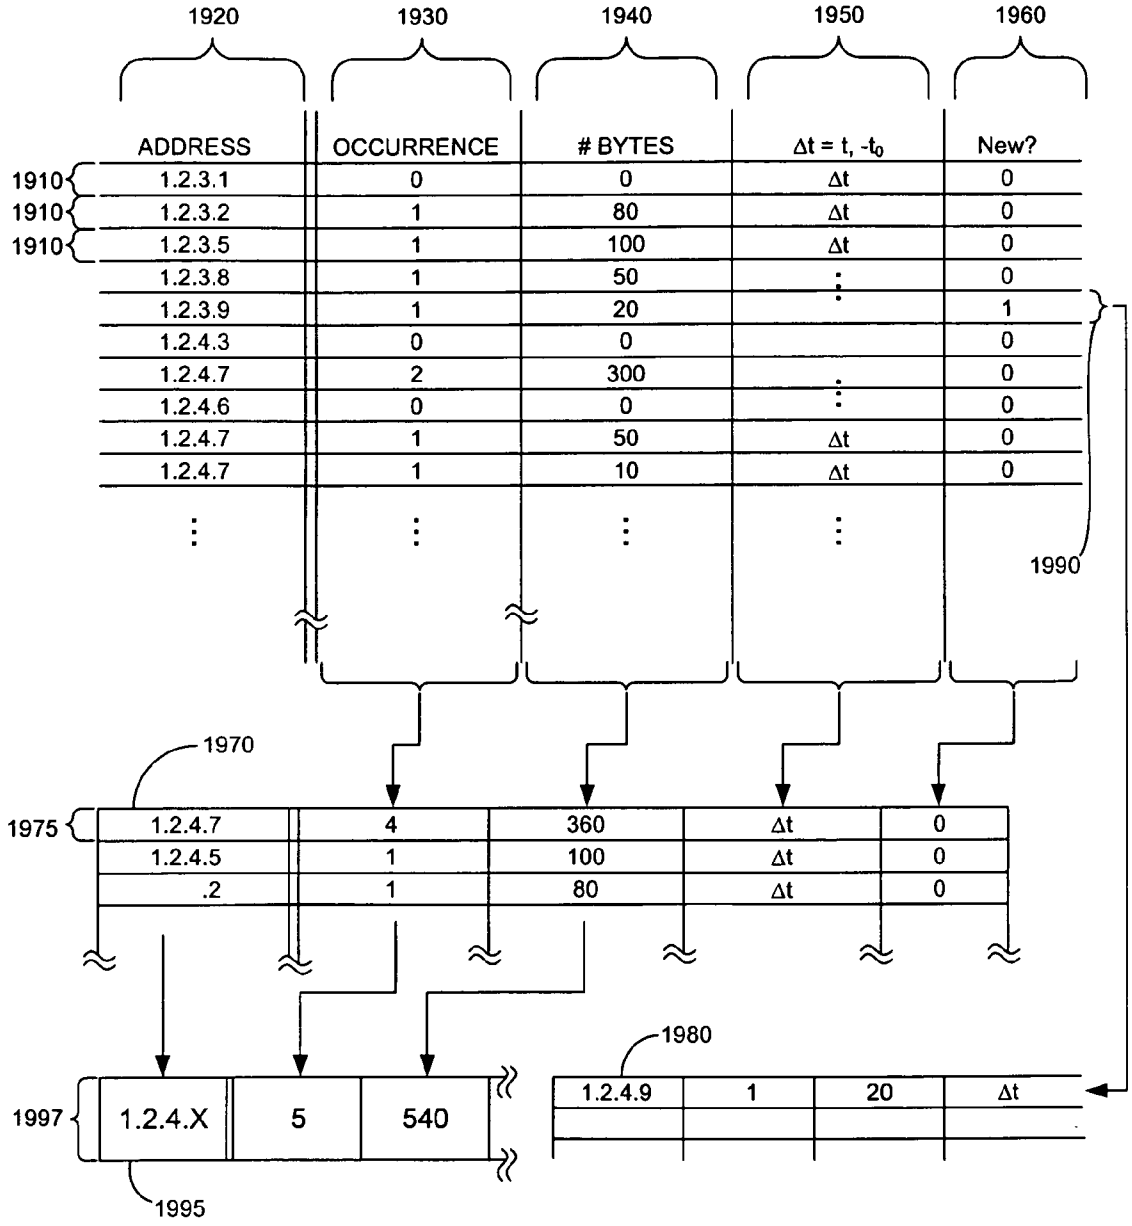 1920 1930 1940 1950 1960
ADDRESS OCCURRENCE # BYTES Δt = t, -t₀ New?
1910 1.2.3.1 0 0 Δt 0
1910 1.2.3.2 1 80 Δt 0
1910 1.2.3.5 1 100 Δt 0
1.2.3.8 1 50 ⋮ 0
1.2.3.9 1 20 1
1.2.4.3 0 0 0
1.2.4.7 2 300 ⋮ 0
1.2.4.6 0 0 0
1.2.4.7 1 50 Δt 0
1.2.4.7 1 10 Δt 0
⋮ ⋮ ⋮ ⋮
1990
1970
1975 1.2.4.7 4 360 Δt 0
1.2.4.5 1 100 Δt 0
.2 1 80 Δt 0
1980
1.2.4.9 1 20 Δt
1997 1.2.4.X 5 540
1995